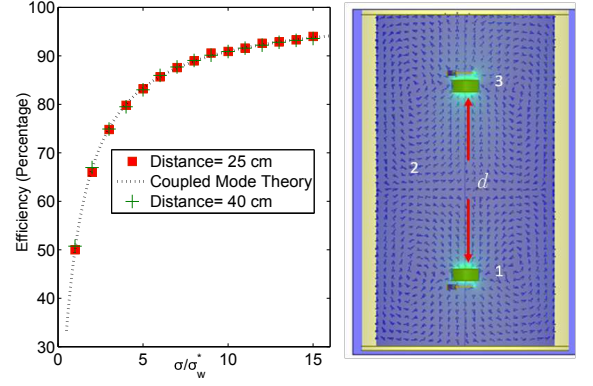 100
90
80
70
60
50
40
30
Efficiency (Percentage)
Distance= 25 cm
Coupled Mode Theory
Distance= 40 cm
0 5 10 15
σ/σ*w
3
2
d
1